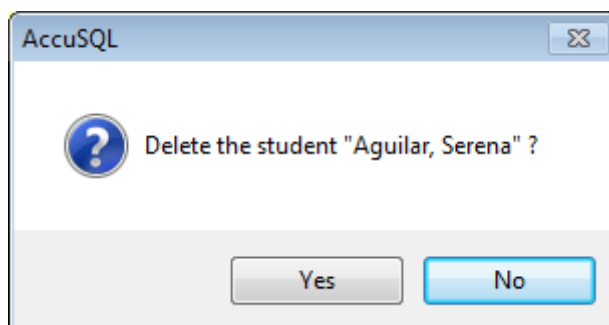 AccuSQL
Delete the student "Aguilar, Serena" ?
Yes No